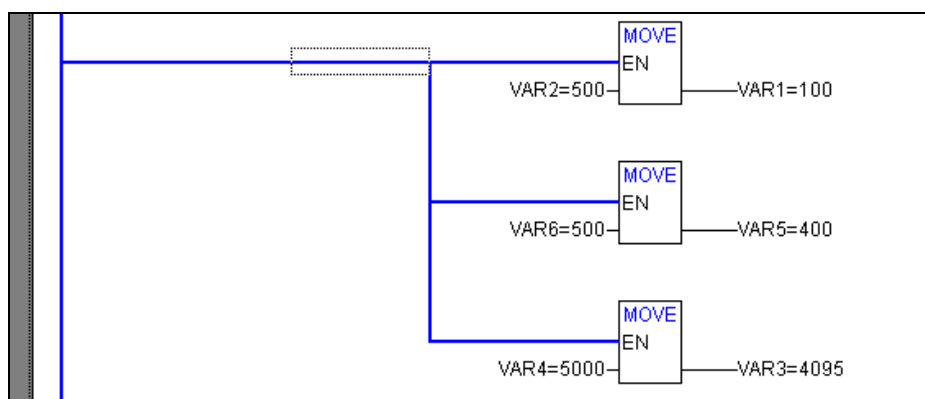 MOVE
EN
VAR2=500 VAR1=100
MOVE
EN
VAR6=500 VAR5=400
MOVE
EN
VAR4=5000 VAR3=4095